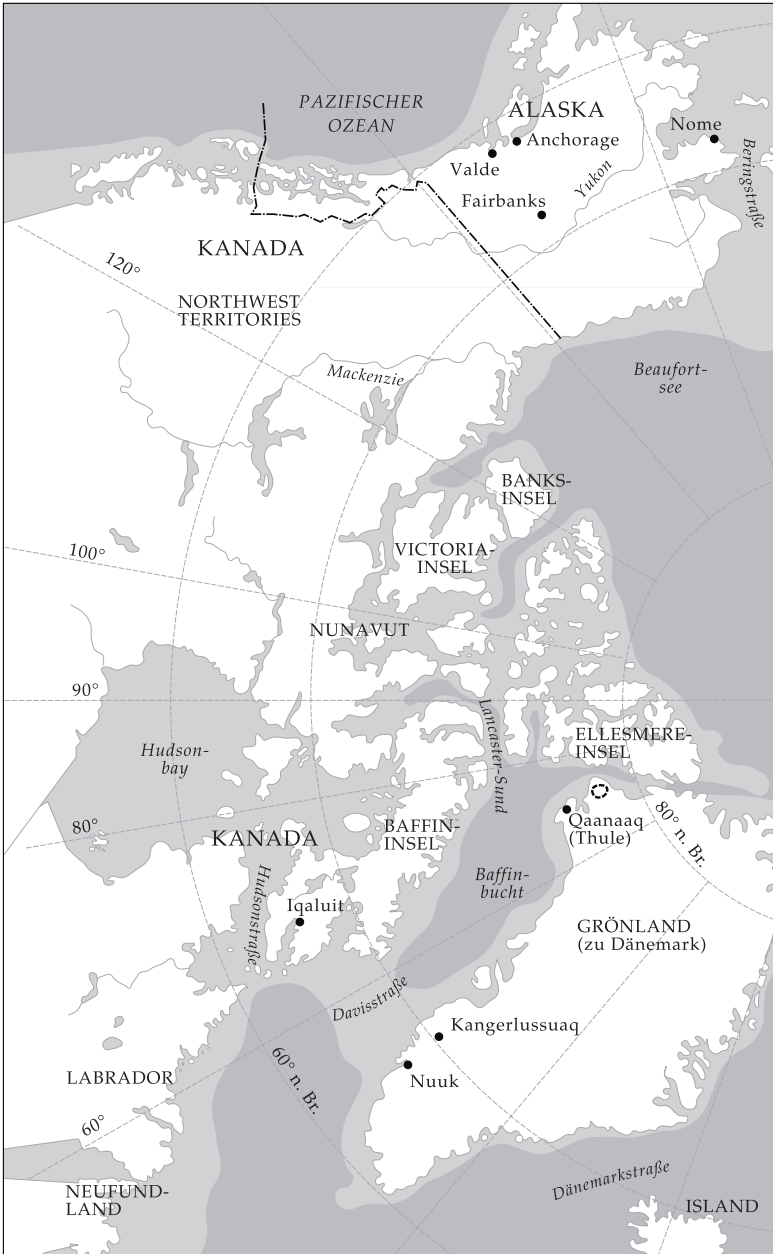 PAZIFISCHER
OZEAN
ALASKA
Anchorage
Nome
Valde
Beringstraße
Yukon
Fairbanks
KANADA
120°
NORTHWEST
TERRITORIES
Mackenzie
Beaufort-
see
BANKS-
INSEL
VICTORIA-
INSEL
100°
NUNAVUT
90°
Lancaster-Sund
ELLESMERE-
INSEL
Hudson-
bay
80°
KANADA
BAFFIN-
INSEL
Qaanaaq
(Thule)
80° n. Br.
Hudsonstraße
Baffin-
bucht
Iqaluit
GRÖNLAND
(zu Dänemark)
Davisstraße
Kangerlussuaq
60° n. Br.
Nuuk
LABRADOR
60°
Dänemarkstraße
NEUFUND-
LAND
ISLAND